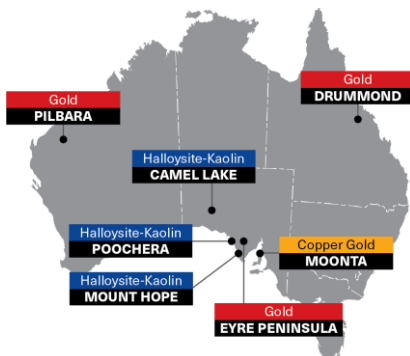 Gold
DRUMMOND
Gold
PILBARA
Halloysite-Kaolin
CAMEL LAKE
Halloysite-Kaolin
POOCHERA
Copper Gold
MOONTA
Halloysite-Kaolin
MOUNT HOPE
Gold
EYRE PENINSULA